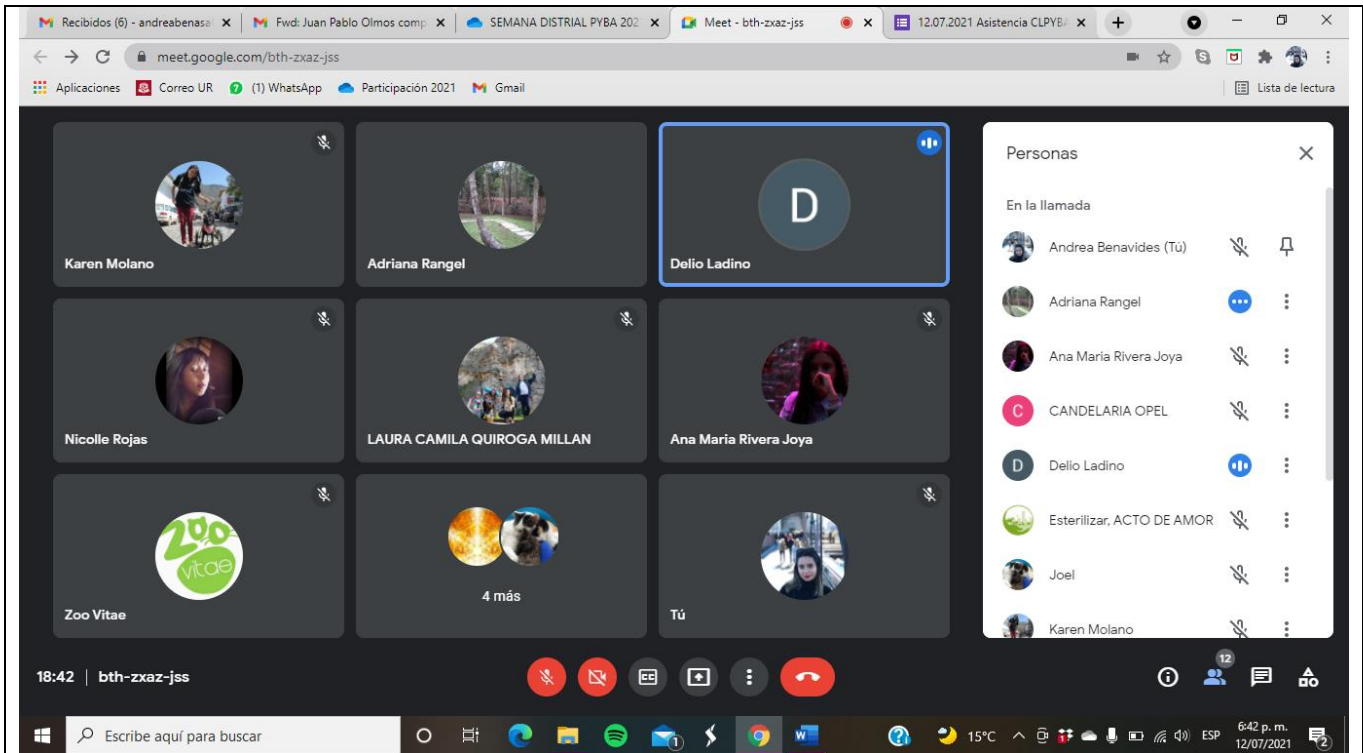 Recibidos (6) - andreabenasa
Fwd: Juan Pablo Olmos comp
SEMANA DISTRIAL PYBA 202
Meet - bth-zxaz-jss
12.07.2021 Asistencia CLPYBA
meet.google.com/bth-zxaz-jss
Aplicaciones
Correo UR
(1) WhatsApp
Participación 2021
Gmail
Lista de lectura
Karen Molano
Adriana Rangel
D
Delio Ladino
Nicolle Rojas
LAURA CAMILA QUIROGA MILLAN
Ana Maria Rivera Joya
Zoo
vitae
Zoo Vitae
4 más
Tú
Personas
En la llamada
Andrea Benavides (Tú)
Adriana Rangel
Ana Maria Rivera Joya
C CANDELARIA OPEL
D Delio Ladino
Esterilizar, ACTO DE AMOR
Joel
Karen Molano
18:42 | bth-zxaz-jss
12
Escribe aquí para buscar
15°C
ESP
6:42 p. m.
12/07/2021
2